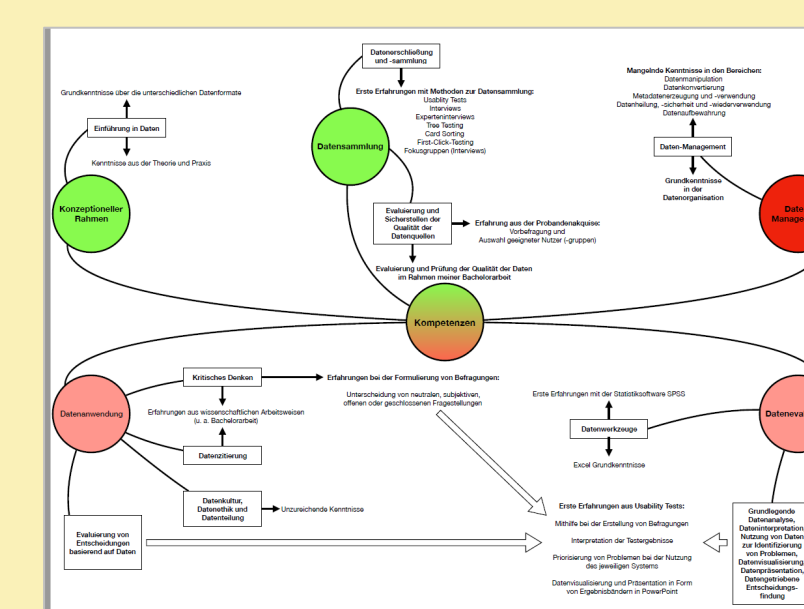 Datenerschließung
und -sammlung
Erste Erfahrungen mit Methoden zur Datensammlung:
Usablity Tests
Interviews
Experteninterviews
Tree Testing
Card Sorting
First-Click-Testing
Fokusgruppen (Interviews)
Mangelnde Kenntnisse in den Bereichen:
Datenmanipulation
Datenkonvertierung
Metadatenerzeugung und -verwendung
Datenheilung, -sicherheit und -wiederverwendung
Datenaufbewahrung
Grundkenntnisse über die unterschiedlichen Datenformate
Einführung in Daten
Kenntnisse aus der Theorie und Praxis
Datensammlung
Daten-Management
Grundkenntnisse
in der
Datenorganisation
Konzeptioneller
Rahmen
Evaluierung und
Sicherstellen der
Qualität der
Datenquellen
Erfahrung aus der Probandenakquise:
Vorbefragung und
Auswahl geeigneter Nutzer (-gruppen)
Evaluierung und Prüfung der Qualität der Daten
im Rahmen meiner Bachelorarbeit
Kompetenzen
Kritisches Denken
Erfahrungen bei der Formulierung von Befragungen:
Unterscheidung von neutralen, subjektiven,
offenen oder geschlossenen Fragestellungen
Datenanwendung
Erfahrungen aus wissenschaftlichen Arbeitsweisen
(u. a. Bachelorarbeit)
Datenzitierung
Datenkultur,
Datenethik und
Datenteilung
Unzureichende Kenntnisse
Evaluierung von
Entscheidungen
basierend auf Daten
Erste Erfahrungen mit der Statistiksoftware SPSS
Datenwerkzeuge
Excel Grundkenntnisse
Erste Erfahrungen aus Usability Tests:
Mithilfe bei der Erstellung von Befragungen
Interpretation der Testergebnisse
Priorisierung von Problemen bei der Nutzung
des jeweiligen Systems
Datenvisualisierung und Präsentation in Form
von Ergebnisbändern in PowerPoint
Grundlegende
Datenanalyse,
Dateninterpretation,
Nutzung von Daten
zur Identifizierung
von Problemen,
Datenvisualisierung,
Datenpräsentation,
Datengetriebene
Entscheidungs-
findung